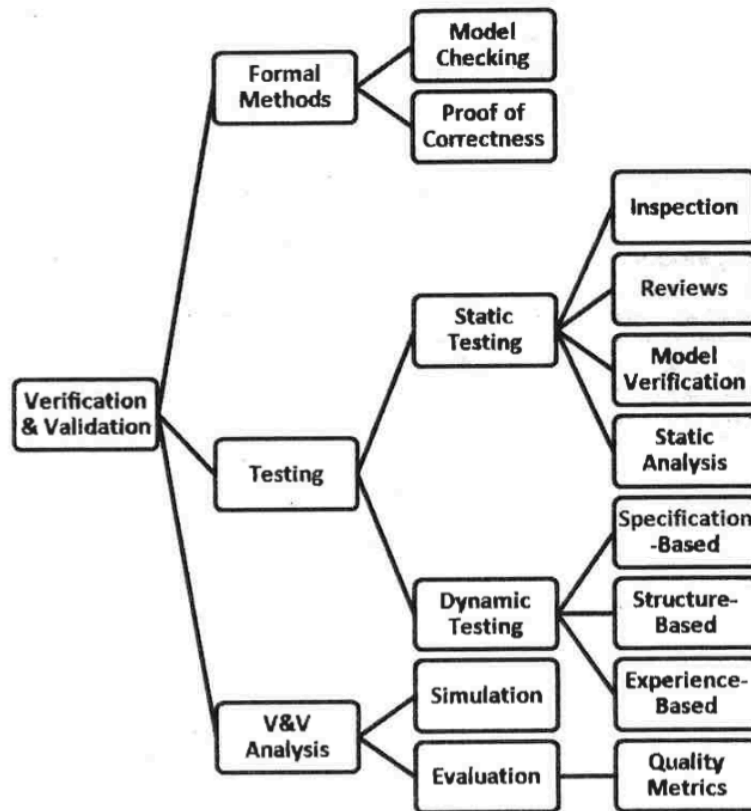 Model
Checking
Formal
Methods
Proof of
Correctness
Inspection
Reviews
Static
Testing
Model
Verification
Verification
& Validation
Static
Analysis
Testing
Specification
-Based
Dynamic
Testing
Structure-
Based
Simulation
Experience-
Based
V&V
Analysis
Evaluation
Quality
Metrics